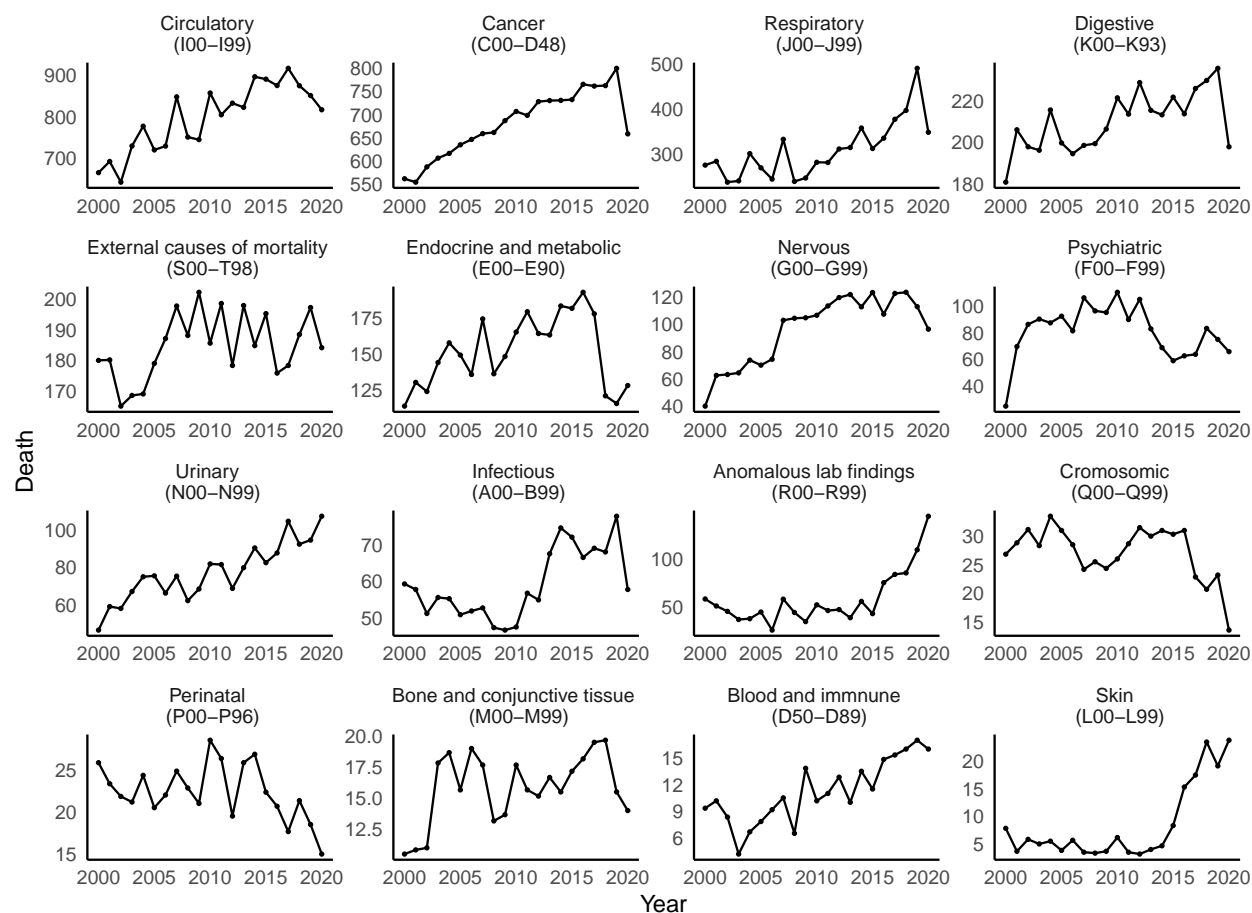 Circulatory
(I00–I99)
Cancer
(C00–D48)
Respiratory
(J00–J99)
Digestive
(K00–K93)
900
800
700
2000 2005 2010 2015 2020
800
750
700
650
600
550
2000 2005 2010 2015 2020
500
400
300
2000 2005 2010 2015 2020
220
200
180
2000 2005 2010 2015 2020
External causes of mortality
(S00–T98)
Endocrine and metabolic
(E00–E90)
Nervous
(G00–G99)
Psychiatric
(F00–F99)
200
190
180
170
2000 2005 2010 2015 2020
175
150
125
2000 2005 2010 2015 2020
120
100
80
60
40
2000 2005 2010 2015 2020
100
80
60
40
2000 2005 2010 2015 2020
Death
Urinary
(N00–N99)
Infectious
(A00–B99)
Anomalous lab findings
(R00–R99)
Cromosomic
(Q00–Q99)
100
80
60
2000 2005 2010 2015 2020
70
60
50
2000 2005 2010 2015 2020
100
50
2000 2005 2010 2015 2020
30
25
20
15
2000 2005 2010 2015 2020
Perinatal
(P00–P96)
Bone and conjunctive tissue
(M00–M99)
Blood and immnune
(D50–D89)
Skin
(L00–L99)
25
20
15
2000 2005 2010 2015 2020
20.0
17.5
15.0
12.5
2000 2005 2010 2015 2020
15
12
9
6
2000 2005 2010 2015 2020
20
15
10
5
2000 2005 2010 2015 2020
Year